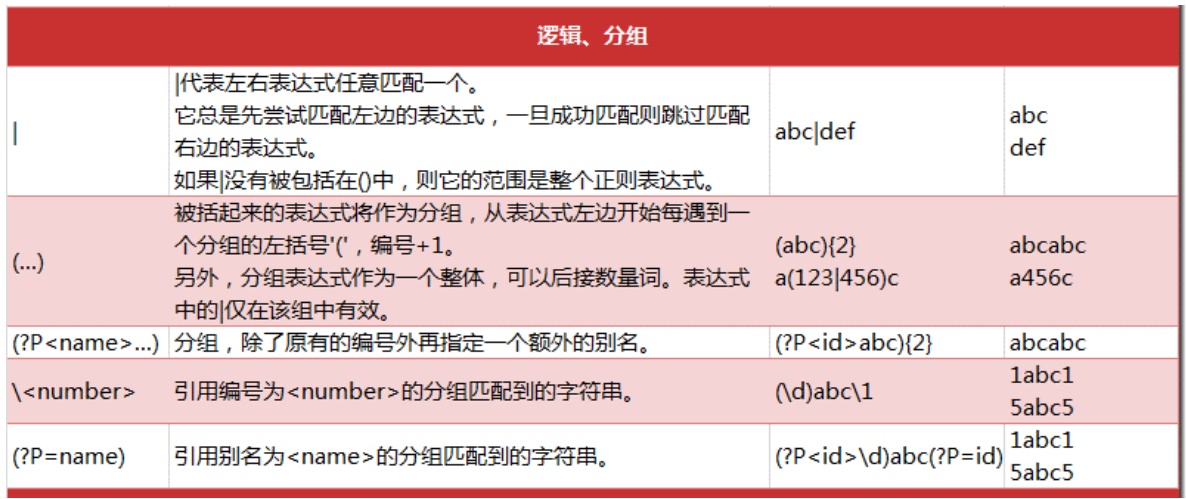 逻辑、分组
|
|代表左右表达式任意匹配一个。
它总是先尝试匹配左边的表达式，一旦成功匹配则跳过匹配
右边的表达式。
如果|没有被包括在()中，则它的范围是整个正则表达式。
abc|def
abc
def
(...)
被括起来的表达式将作为分组，从表达式左边开始每遇到一
个分组的左括号'('，编号+1。
另外，分组表达式作为一个整体，可以后接数量词。表达式
中的|仅在该组中有效。
(abc){2}
a(123|456)c
abcabc
a456c
(?P<name>...)
分组，除了原有的编号外再指定一个额外的别名。
(?P<id>abc){2}
abcabc
\<number>
引用编号为<number>的分组匹配到的字符串。
(\d)abc\1
1abc1
5abc5
(?P=name)
引用别名为<name>的分组匹配到的字符串。
(?P<id>\d)abc(?P=id)
1abc1
5abc5